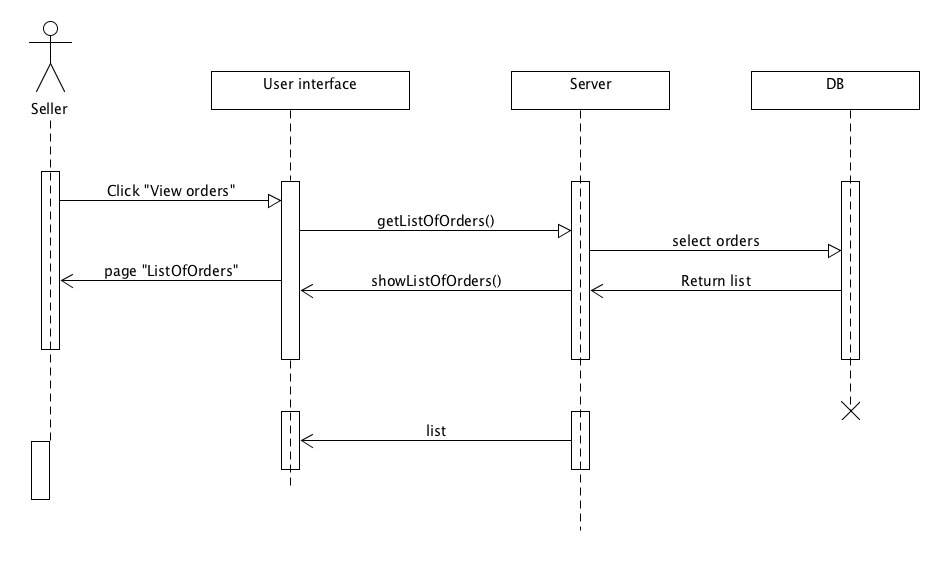 Seller
User interface
Server
DB
Click "View orders"
getListOfOrders()
select orders
page "ListOfOrders"
showListOfOrders()
Return list
list